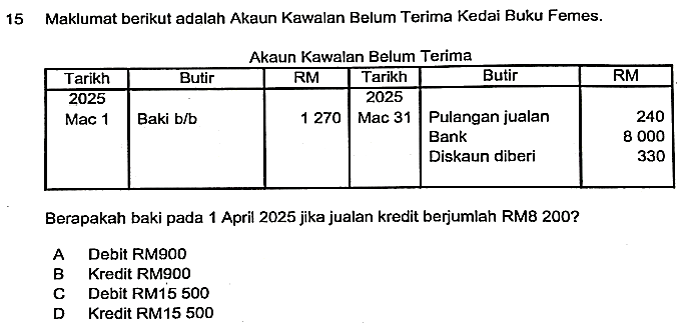 15 Maklumat berikut adalah Akaun Kawalan Belum Terima Kedai Buku Femes.
Akaun Kawalan Belum Terima
Tarikh Butir RM Tarikh Butir RM
2025 2025
Mac 1 Baki b/b 1 270 Mac 31 Pulangan jualan 240
Bank 8 000
Diskaun diberi 330
Berapakah baki pada 1 April 2025 jika jualan kredit berjumlah RM8 200?
A Debit RM900
B Kredit RM900
C Debit RM15 500
D Kredit RM15 500